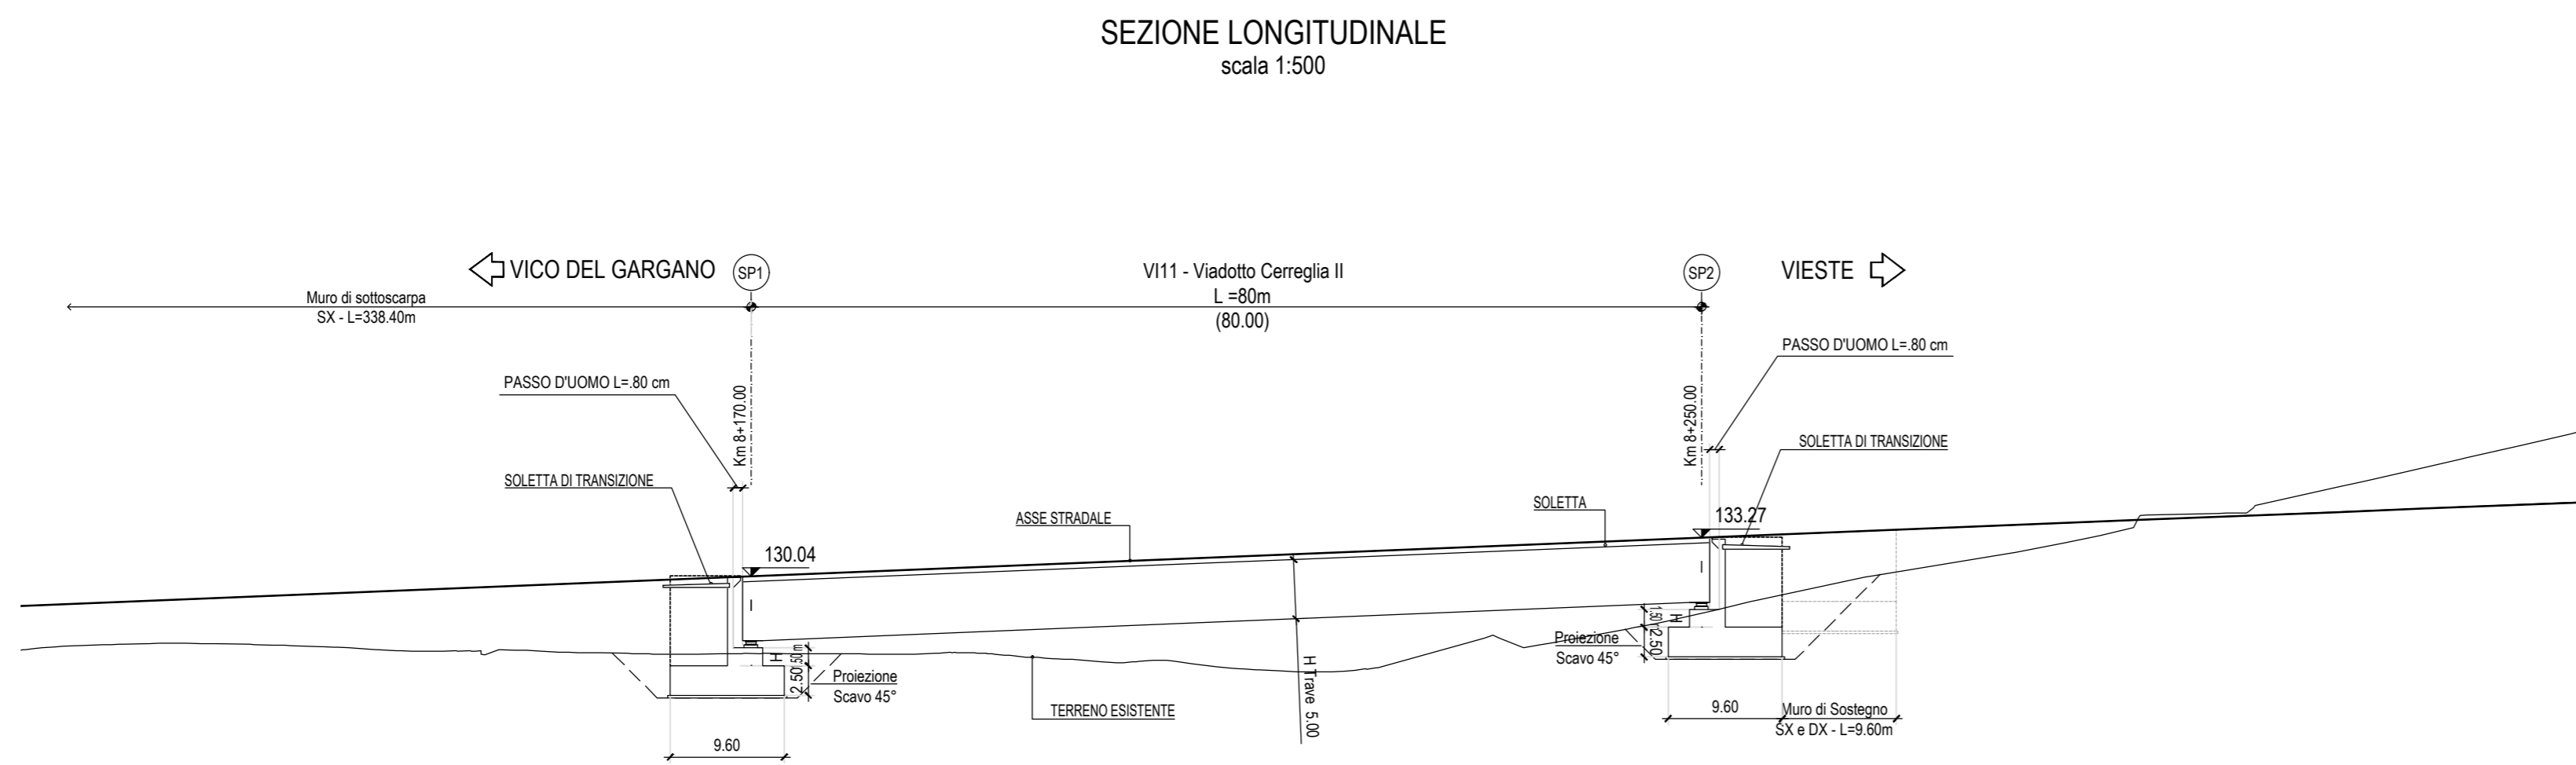 SEZIONE LONGITUDINALE
scala 1:500
VICO DEL GARGANO
SP1
VI11 - Viadotto Cerreglia II
L =80m
(80.00)
SP2
VIESTE
Muro di sottoscarpa
SX - L=338.40m
PASSO D'UOMO L=.80 cm
PASSO D'UOMO L=.80 cm
Km 8+170.00
Km 8+250.00
SOLETTA DI TRANSIZIONE
SOLETTA DI TRANSIZIONE
ASSE STRADALE
SOLETTA
130.04
133.27
H
2.50
Proiezione
Scavo 45°
TERRENO ESISTENTE
H Trave 5.00
H
1.50
2.50
Proiezione
Scavo 45°
9.60
9.60
Muro di Sostegno
SX e DX - L=9.60m